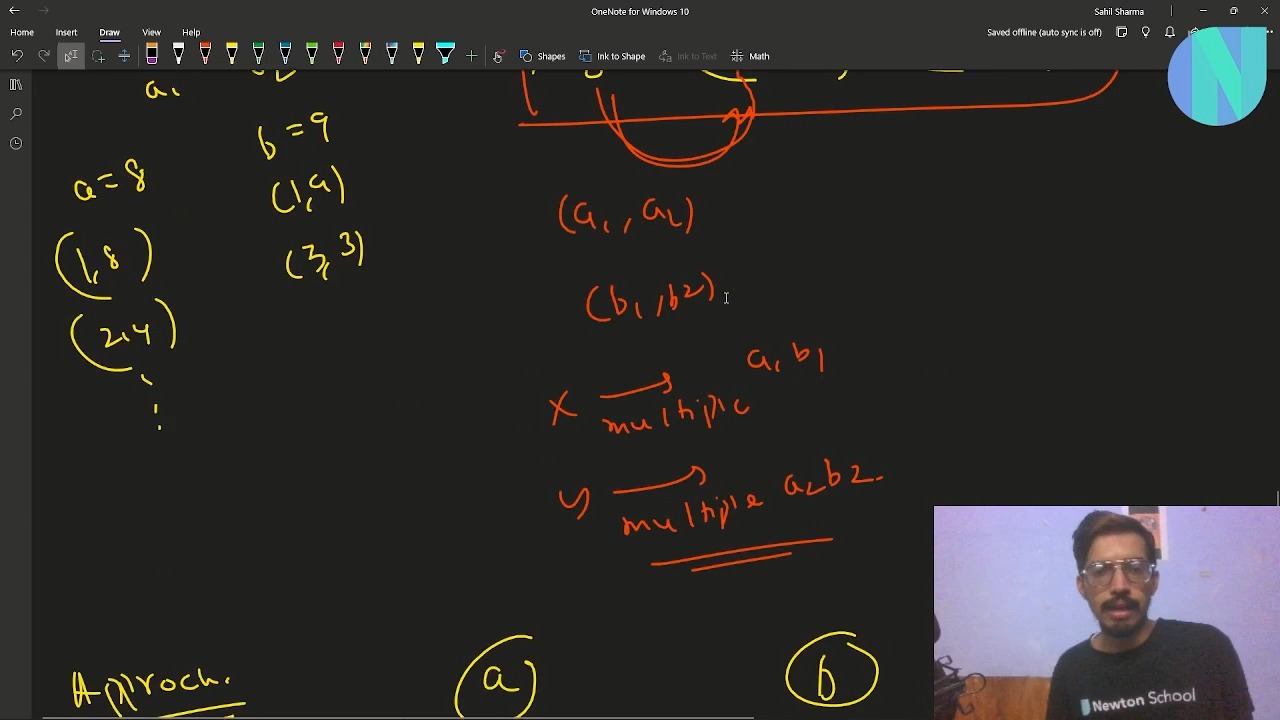 OneNote for Windows 10
Sahil Sharma
Home Insert Draw View Help
Saved offline (auto sync is off)
Shapes Ink to Shape Ink to Text Math
a1
b = 9
a = 8
(1,9)
(1,8)
(3,3)
(2,4)
(a1, a2)
(b1, b2)
x multiple a1 b1
y multiple a2 b2.
Approch.
a
b
Newton School